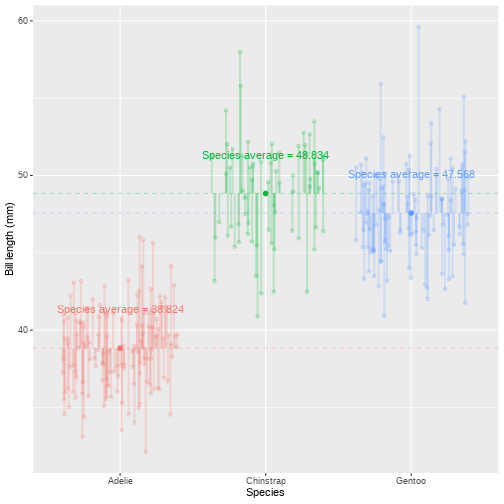 60
Species average = 48.834
Species average = 47.568
50
Species average = 38.824
40
Bill length (mm)
Adelie
Chinstrap
Gentoo
Species